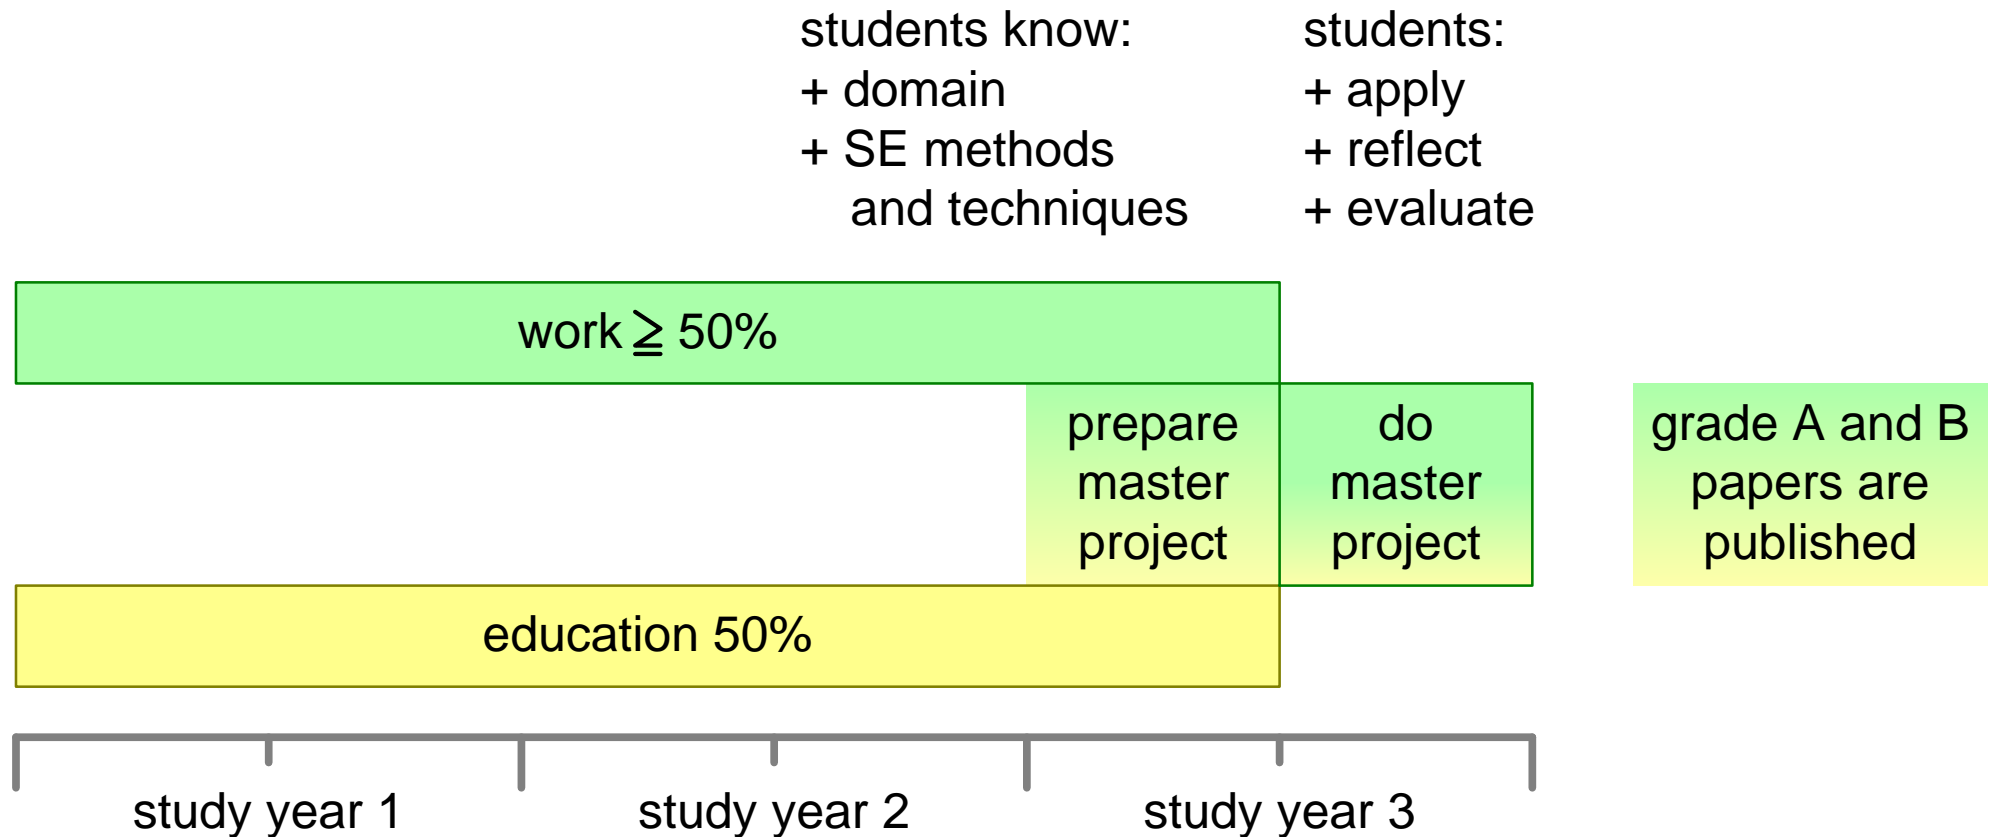 students know:
+ domain
+ SE methods
and techniques
students:
+ apply
+ reflect
+ evaluate
work ≧ 50%
prepare
master
project
do
master
project
grade A and B
papers are
published
education 50%
study year 1
study year 2
study year 3